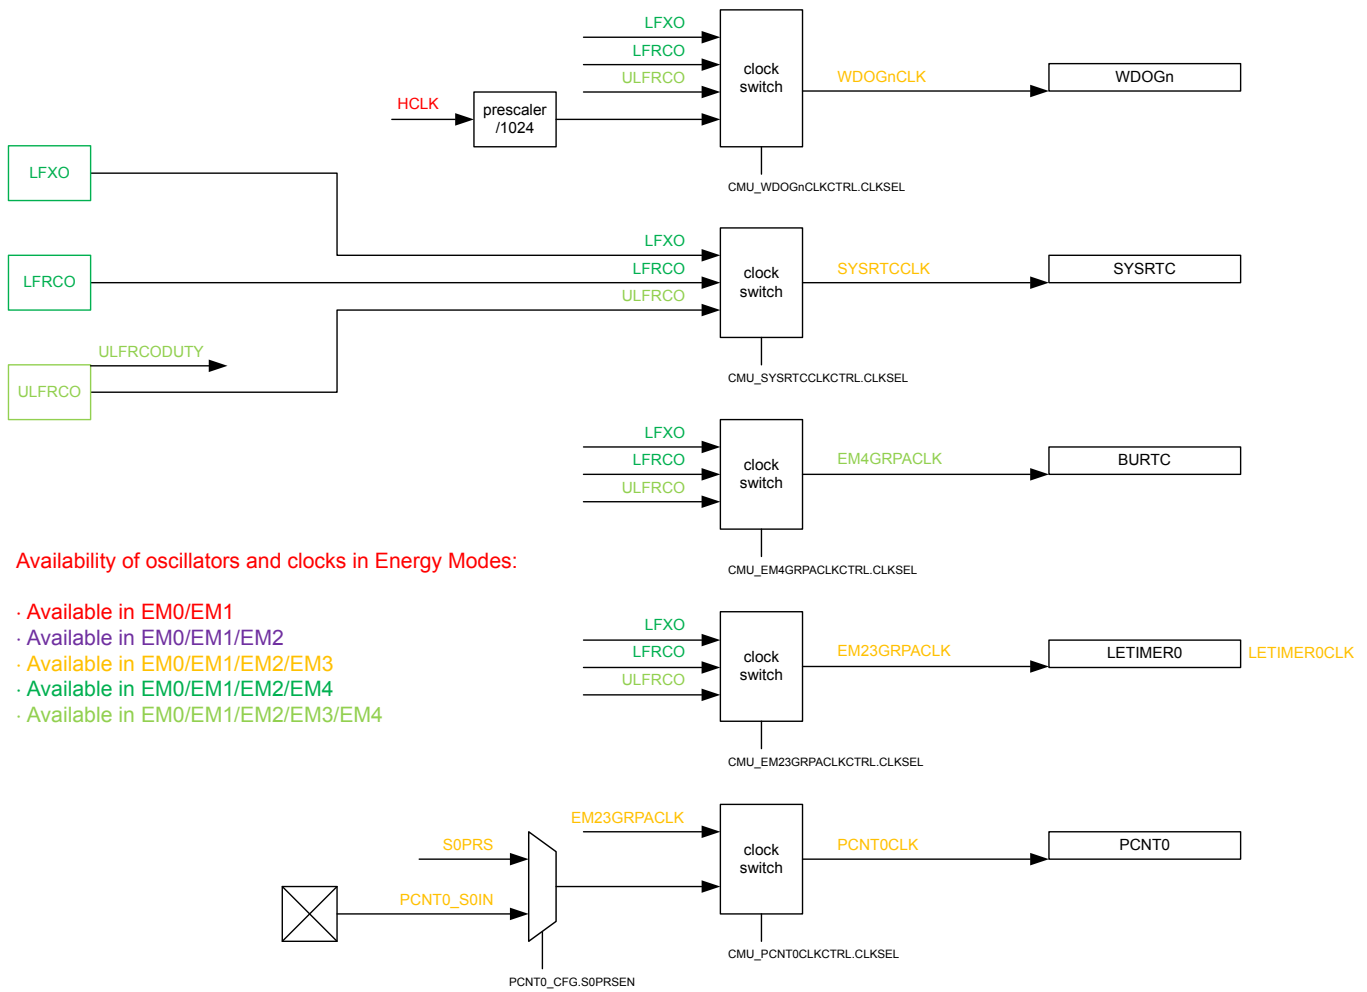 LFXO
LFRCO
ULFRCO
HCLK
prescaler
/1024
clock
switch
WDOGnCLK
WDOGn
CMU_WDOGnCLKCTRL.CLKSEL
LFXO
LFRCO
ULFRCODUTY
ULFRCO
LFXO
LFRCO
ULFRCO
clock
switch
SYSRTCCLK
SYSRTC
CMU_SYSRTCCLKCTRL.CLKSEL
LFXO
LFRCO
ULFRCO
clock
switch
EM4GRPACLK
BURTC
CMU_EM4GRPACLKCTRL.CLKSEL
Availability of oscillators and clocks in Energy Modes:
· Available in EM0/EM1
· Available in EM0/EM1/EM2
· Available in EM0/EM1/EM2/EM3
· Available in EM0/EM1/EM2/EM4
· Available in EM0/EM1/EM2/EM3/EM4
LFXO
LFRCO
ULFRCO
clock
switch
EM23GRPACLK
LETIMER0
LETIMER0CLK
CMU_EM23GRPACLKCTRL.CLKSEL
EM23GRPACLK
S0PRS
PCNT0_S0IN
clock
switch
PCNT0CLK
PCNT0
CMU_PCNT0CLKCTRL.CLKSEL
PCNT0_CFG.S0PRSEN